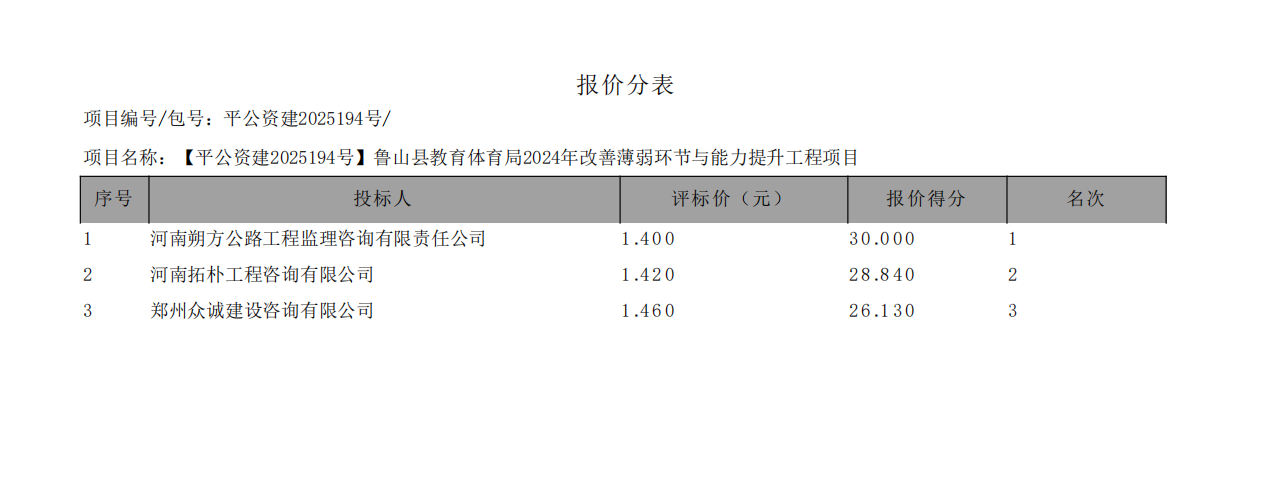 报价分表
项目编号/包号：平公资建2025194号/
项目名称：【平公资建2025194号】鲁山县教育体育局2024年改善薄弱环节与能力提升工程项目
序号 投标人 评标价（元） 报价得分 名次
1 河南朔方公路工程监理咨询有限责任公司 1.400 30.000 1
2 河南拓朴工程咨询有限公司 1.420 28.840 2
3 郑州众诚建设咨询有限公司 1.460 26.130 3